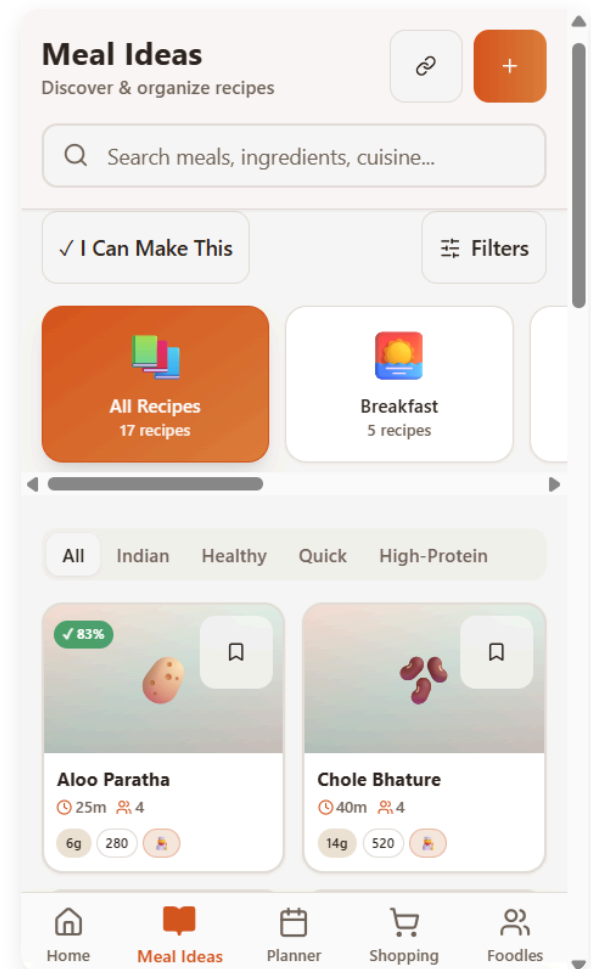 Meal Ideas
Discover & organize recipes
+
Search meals, ingredients, cuisine...
✓ I Can Make This
Filters
All Recipes
17 recipes
Breakfast
5 recipes
All Indian Healthy Quick High-Protein
✓ 83%
Aloo Paratha
25m 4
6g 280
Chole Bhature
40m 4
14g 520
Home Meal Ideas Planner Shopping Foodles